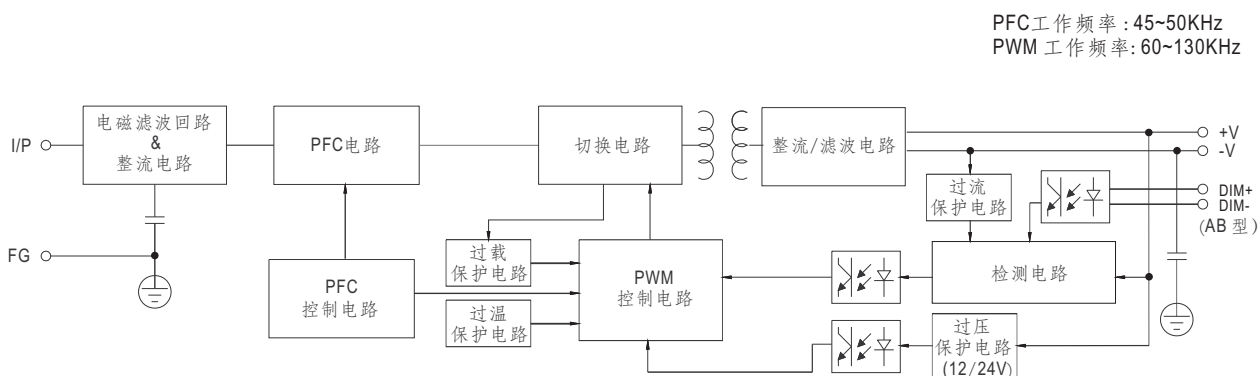 PFC工作频率:45~50KHz
PWM 工作频率:60~130KHz
I/P
电磁滤波回路
&
整流电路
PFC电路
切换电路
整流/滤波电路
+V
-V
过流
保护电路
DIM+
DIM-
(AB 型)
FG
PFC
控制电路
过载
保护电路
过温
保护电路
PWM
控制电路
检测电路
过压
保护电路
(12/24V)